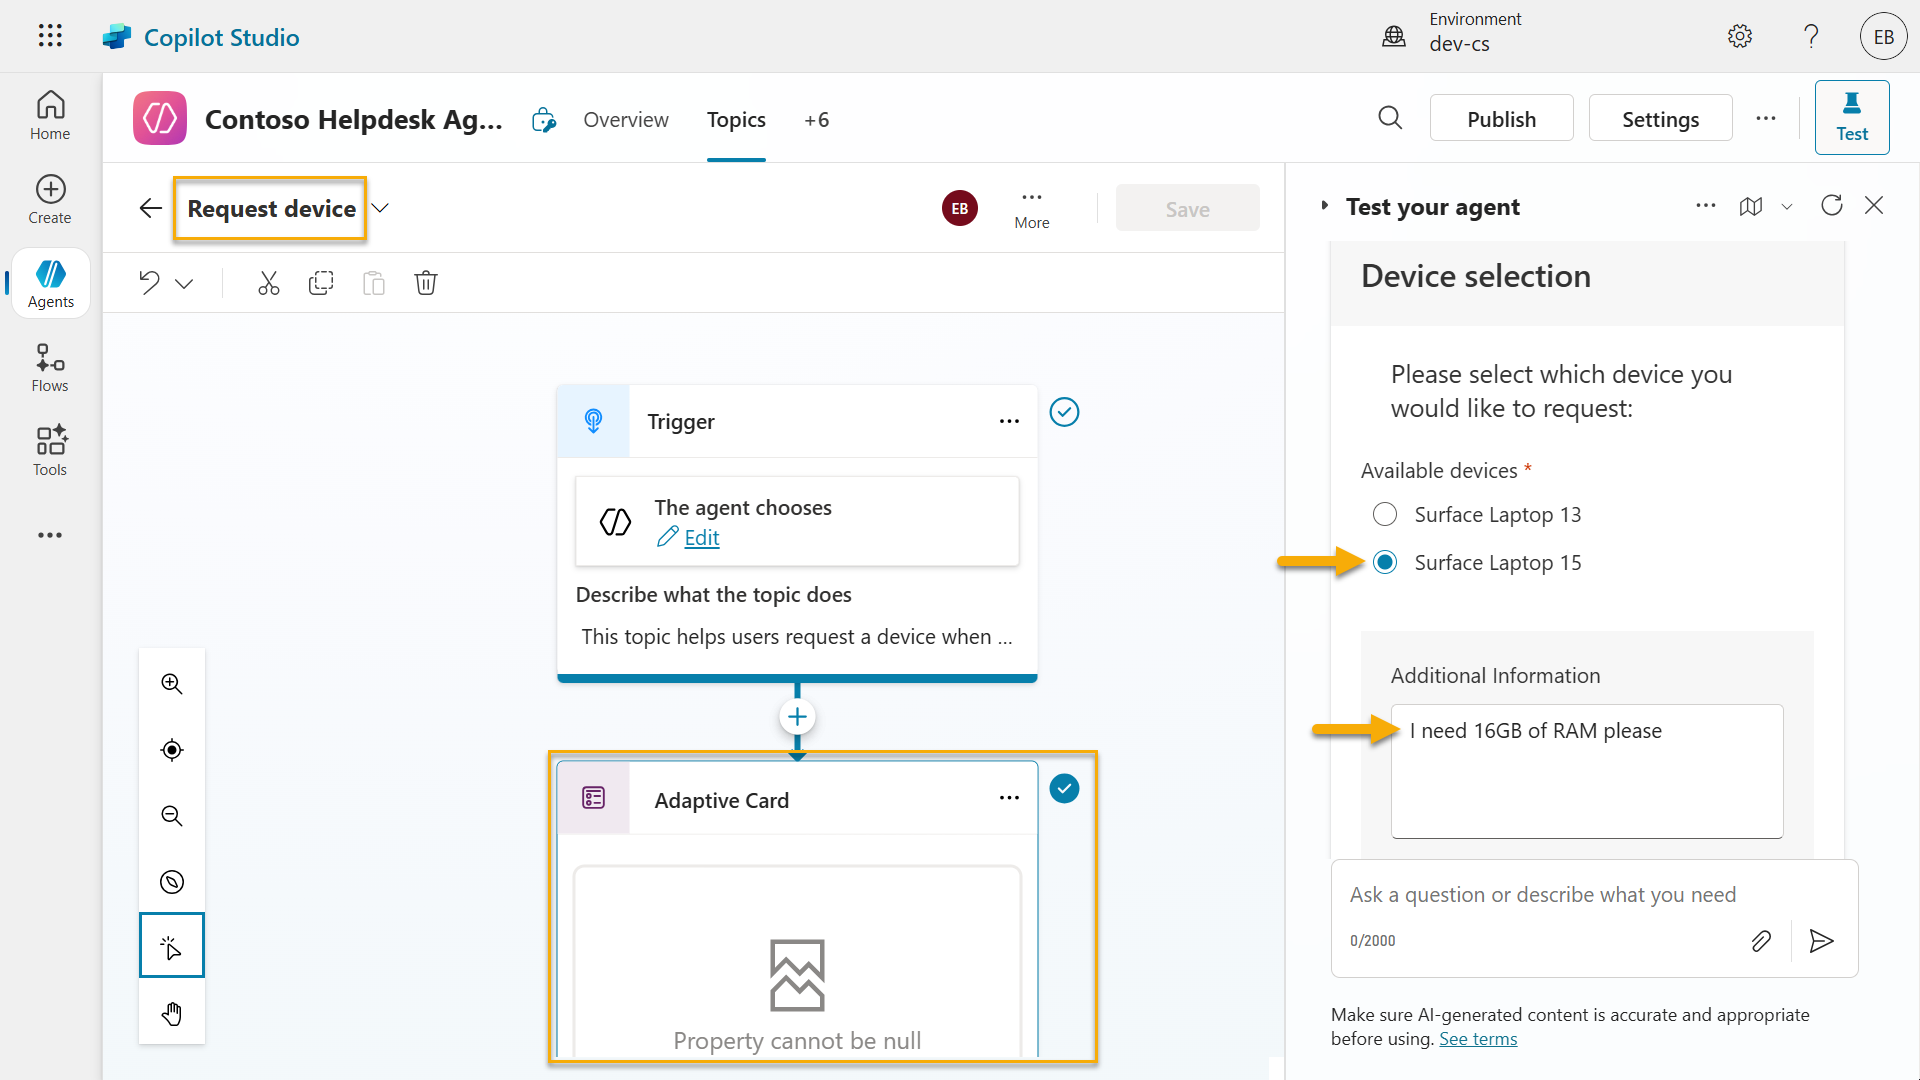 Copilot Studio
Environment
dev-cs
EB
Home
Create
Agents
Flows
Tools
Contoso Helpdesk Ag...
Overview
Topics
+6
Publish
Settings
Test
Request device
EB
More
Save
Trigger
The agent chooses
Edit
Describe what the topic does
This topic helps users request a device when ...
Adaptive Card
Property cannot be null
Test your agent
Device selection
Please select which device you
would like to request:
Available devices *
Surface Laptop 13
Surface Laptop 15
Additional Information
I need 16GB of RAM please
Ask a question or describe what you need
0/2000
Make sure AI-generated content is accurate and appropriate
before using. See terms